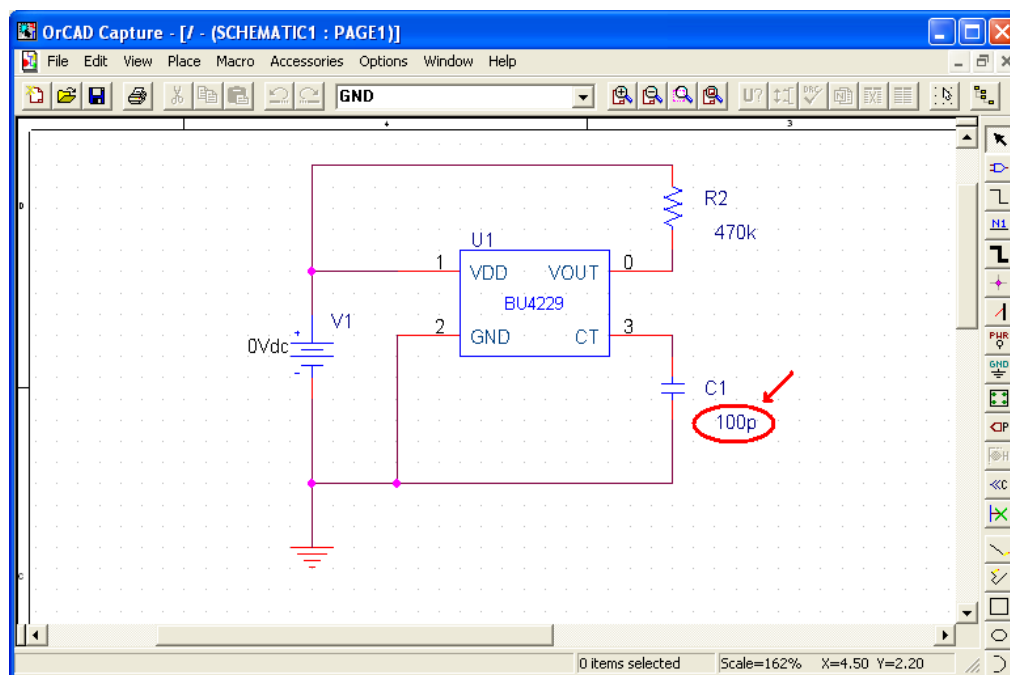 OrCAD Capture - [/ - (SCHEMATIC1 : PAGE1)]
File Edit View Place Macro Accessories Options Window Help
GND
U?
DRC
4
3
D
R2
470k
U1
1
VDD
VOUT
0
BU4229
2
GND
CT
3
V1
0Vdc
+
-
C1
100p
C
N1
PWR
GND
P
H
«C
0 items selected
Scale=162% X=4.50 Y=2.20